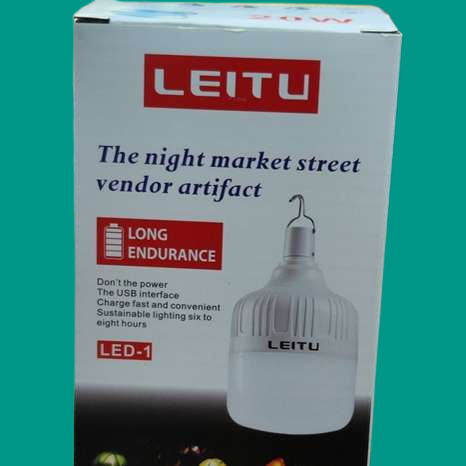 20W
LEITU
The night market street
vendor artifact
LONG
ENDURANCE
Don't the power
The USB interface
Charge fast and convenient
Sustainable lighting six to
eight hours
LED-1
LEITU